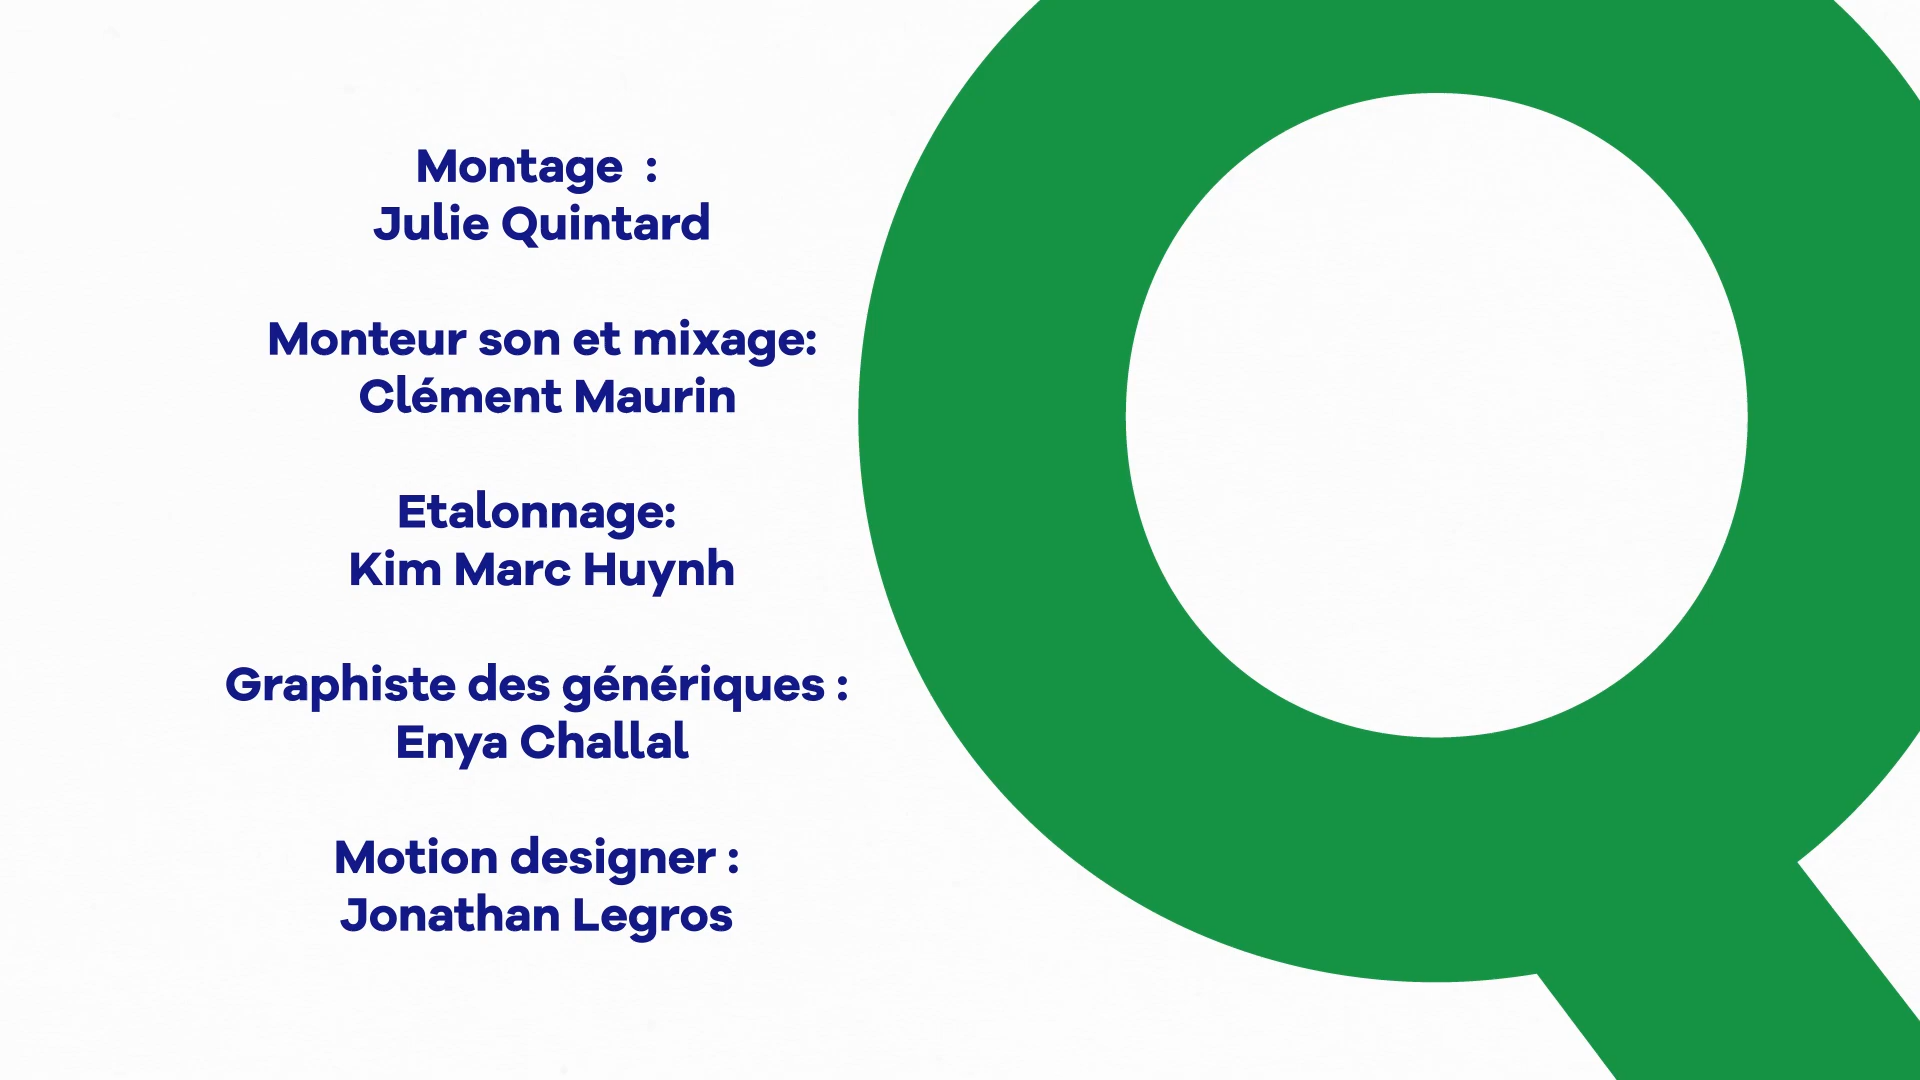 Montage  :
Julie Quintard
Monteur son et mixage:
Clément Maurin
Etalonnage:
Kim Marc Huynh
Graphiste des génériques :
Enya Challal
Motion designer :
Jonathan Legros
Q